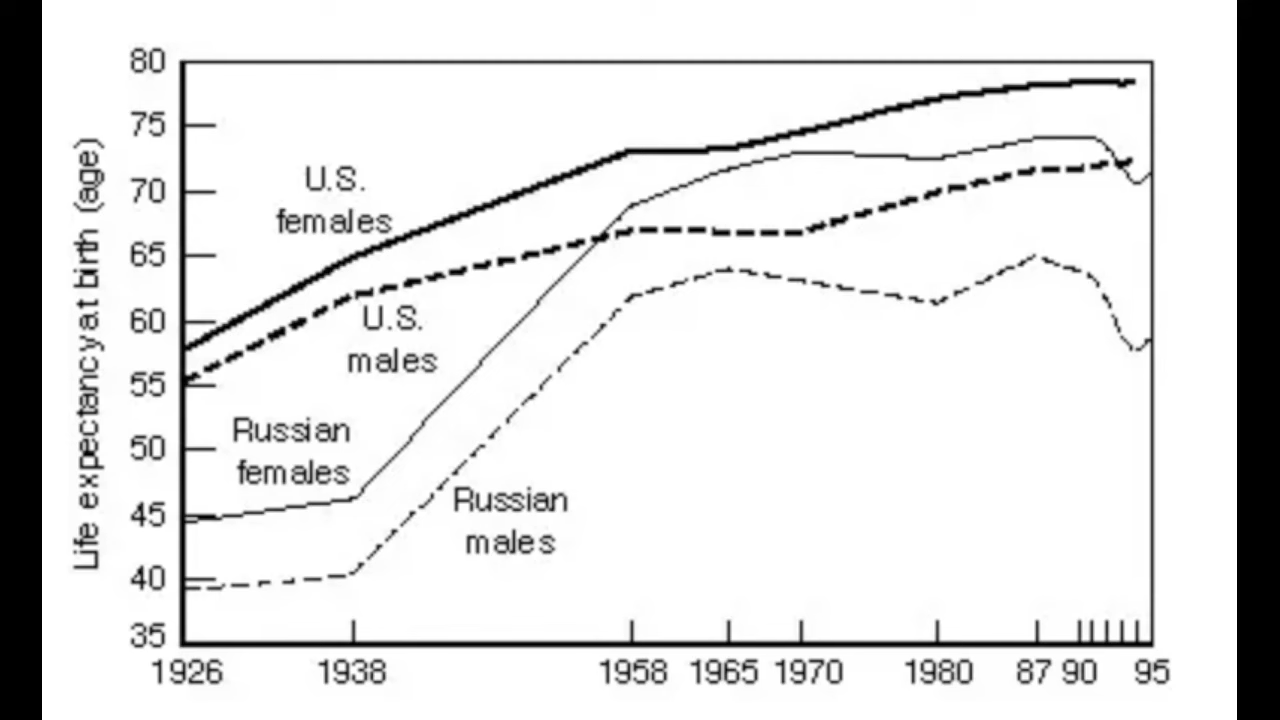 80
75
U.S.
70
females
65
60
U.S.
males
55
Russian
50
females
Russian
45
males
40
35
Life expectancy at birth (age)
1926 1938 1958 1965 1970 1980 87 90 95